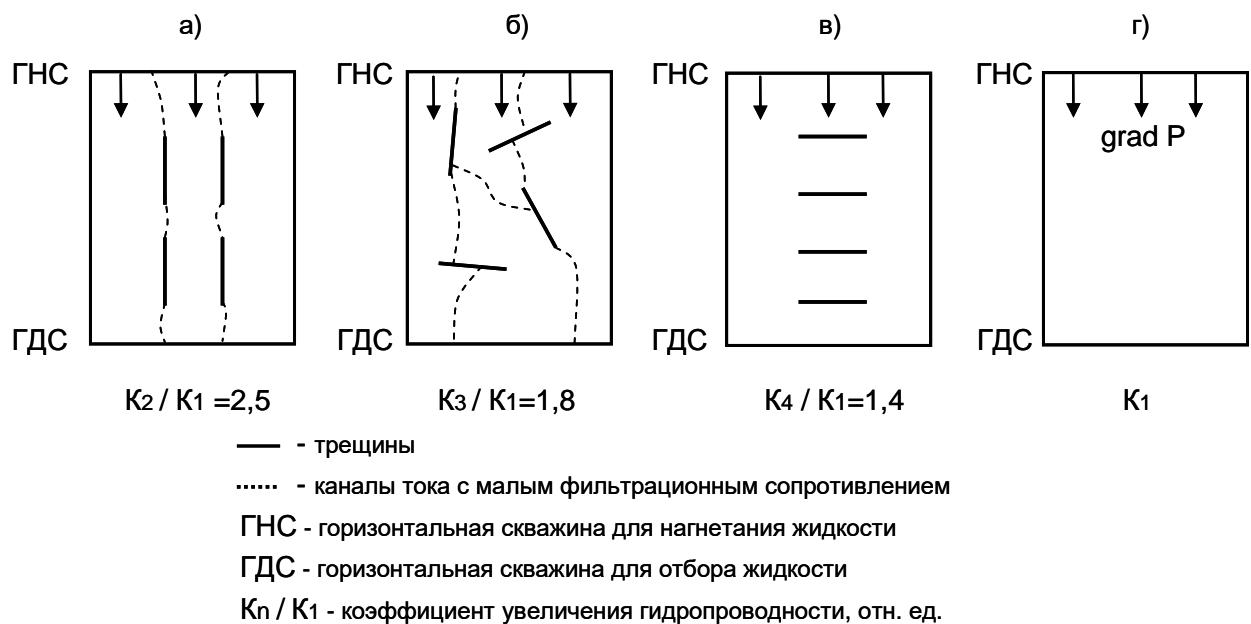 а) б) в) г)
ГНС ГНС ГНС ГНС
grad P
ГДС ГДС ГДС ГДС
К2 / К1 =2,5 К3 / К1=1,8 К4 / К1=1,4 К1
- трещины
- каналы тока с малым фильтрационным сопротивлением
ГНС - горизонтальная скважина для нагнетания жидкости
ГДС - горизонтальная скважина для отбора жидкости
Кn / К1 - коэффициент увеличения гидропроводности, отн. ед.